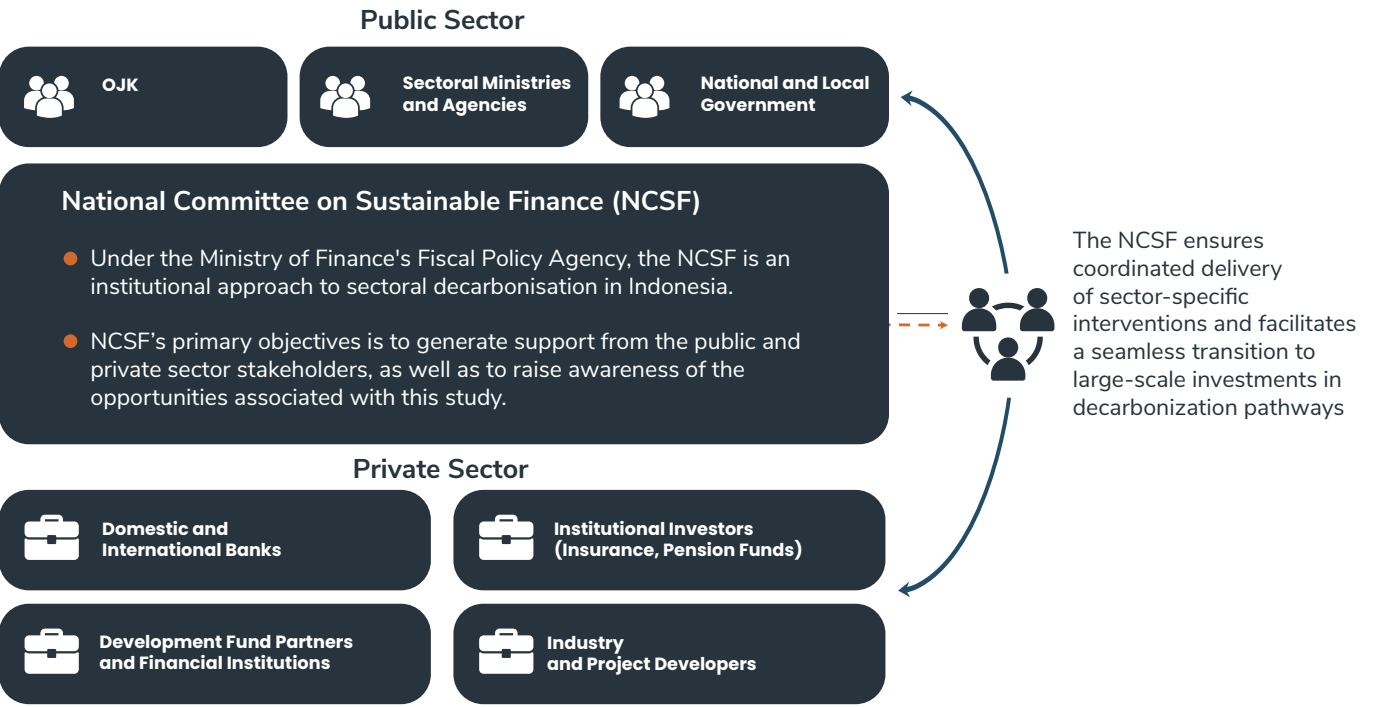 Public Sector
OJK
Sectoral Ministries
and Agencies
National and Local
Government
National Committee on Sustainable Finance (NCSF)
Under the Ministry of Finance's Fiscal Policy Agency, the NCSF is an
institutional approach to sectoral decarbonisation in Indonesia.
NCSF’s primary objectives is to generate support from the public and
private sector stakeholders, as well as to raise awareness of the
opportunities associated with this study.
The NCSF ensures
coordinated delivery
of sector-specific
interventions and facilitates
a seamless transition to
large-scale investments in
decarbonization pathways
Private Sector
Domestic and
International Banks
Institutional Investors
(Insurance, Pension Funds)
Development Fund Partners
and Financial Institutions
Industry
and Project Developers